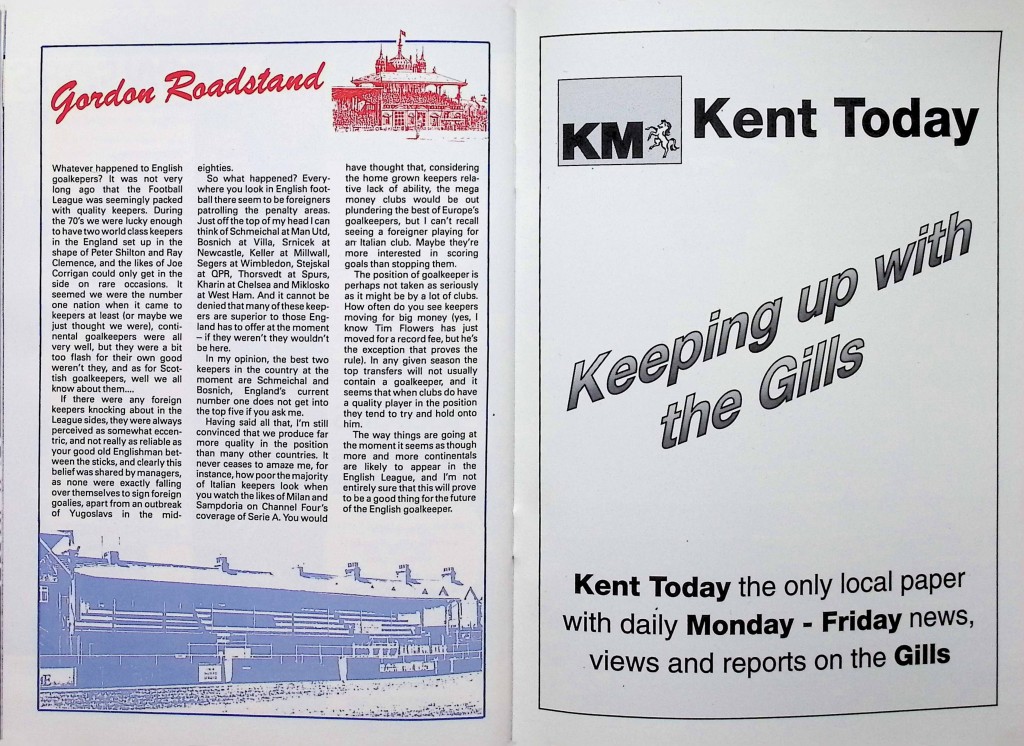 Gordon Roadstand
Whatever happened to English
goalkepers? It was not very
long ago that the Football
League was seemingly packed
with quality keepers. During
the 70's we were lucky enough
to have two world class keepers
in the England set up in the
shape of Peter Shilton and Ray
Clemence, and the likes of Joe
Corrigan could only get in the
side on rare occasions. It
seemed we were the number
one nation when it came to
keepers at least (or maybe we
just thought we were), conti-
nental goalkeepers were all
very well, but they were a bit
too flash for their own good
weren't they, and as for Scot-
tish goalkeepers, well we all
know about them....
If there were any foreign
keepers knocking about in the
League sides, they were always
perceived as somewhat eccen-
tric, and not really as reliable as
your good old Englishman bet-
ween the sticks, and clearly this
belief was shared by managers,
as none were exactly falling
over themselves to sign foreign
goalies, apart from an outbreak
of Yugoslavs in the mid-
eighties.
So what happened? Every-
where you look in English foot-
ball there seem to be foreigners
patrolling the penalty areas.
Just off the top of my head I can
think of Schmeichal at Man Utd,
Bosnich at Villa, Srnicek at
Newcastle, Keller at Millwall,
Segers at Wimbledon, Stejskal
at QPR, Thorsvedt at Spurs,
Kharin at Chelsea and Miklosko
at West Ham. And it cannot be
denied that many of these keep-
ers are superior to those Eng-
land has to offer at the moment
– if they weren't they wouldn't
be here.
In my opinion, the best two
keepers in the country at the
moment are Schmeichal and
Bosnich, England's current
number one does not get into
the top five if you ask me.
Having said all that, I'm still
convinced that we produce far
more quality in the position
than many other countries. It
never ceases to amaze me, for
instance, how poor the majority
of Italian keepers look when
you watch the likes of Milan and
Sampdoria on Channel Four's
coverage of Serie A. You would
have thought that, considering
the home grown keepers rela-
tive lack of ability, the mega
money clubs would be out
plundering the best of Europe's
goalkeepers, but I can't recall
seeing a foreigner playing for
an Italian club. Maybe they're
more interested in scoring
goals than stopping them.
The position of goalkeeper is
perhaps not taken as seriously
as it might be by a lot of clubs.
How often do you see keepers
moving for big money (yes, I
know Tim Flowers has just
moved for a record fee, but he's
the exception that proves the
rule). In any given season the
top transfers will not usually
contain a goalkeeper, and it
seems that when clubs do have
a quality player in the position
they tend to try and hold onto
him.
The way things are going at
the moment it seems as though
more and more continentals
are likely to appear in the
English League, and I'm not
entirely sure that this will prove
to be a good thing for the future
of the English goalkeeper.
KM
Kent Today
Keeping up with
the Gills
Kent Today the only local paper
with daily Monday - Friday news,
views and reports on the Gills